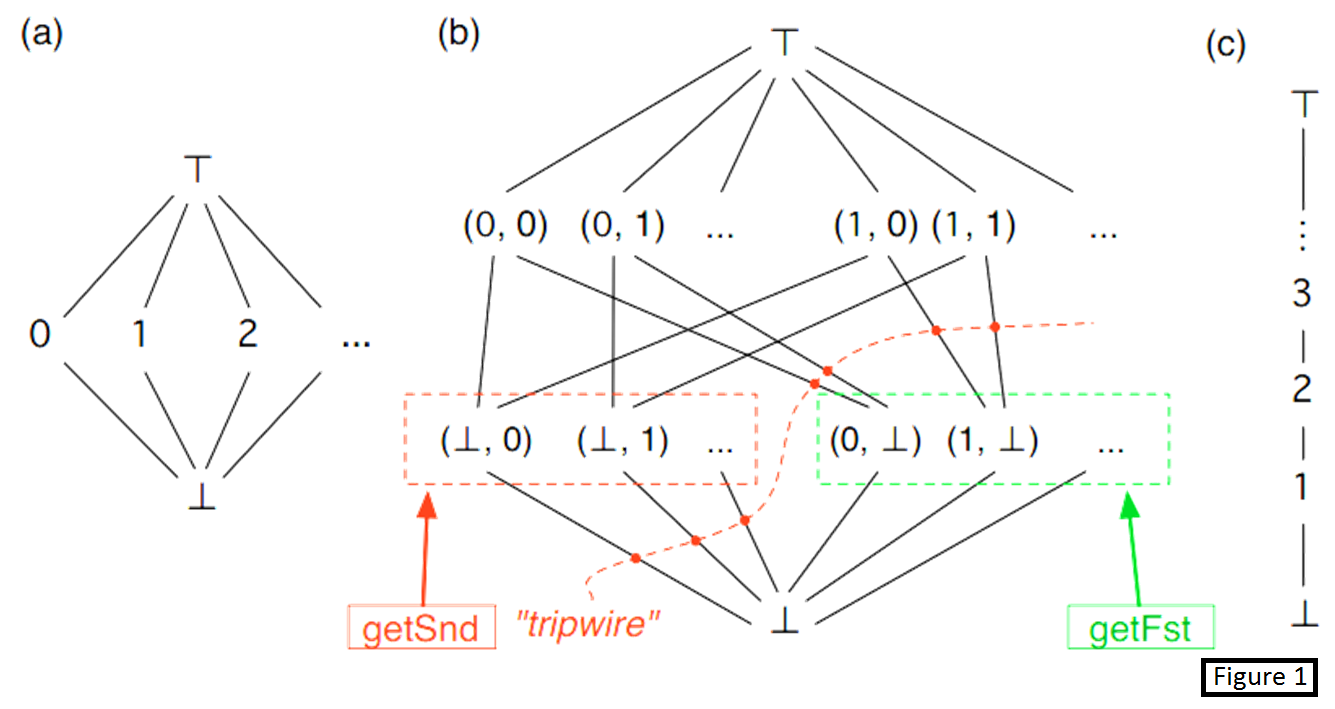 (a)
⊤
0 1 2 ...
⊥
(b)
⊤
(0, 0) (0, 1) ... (1, 0) (1, 1) ...
(⊥, 0) (⊥, 1) ... (0, ⊥) (1, ⊥) ...
getSnd "tripwire" ⊥ getFst
(c)
⊤
⋮
3
2
1
⊥
Figure 1